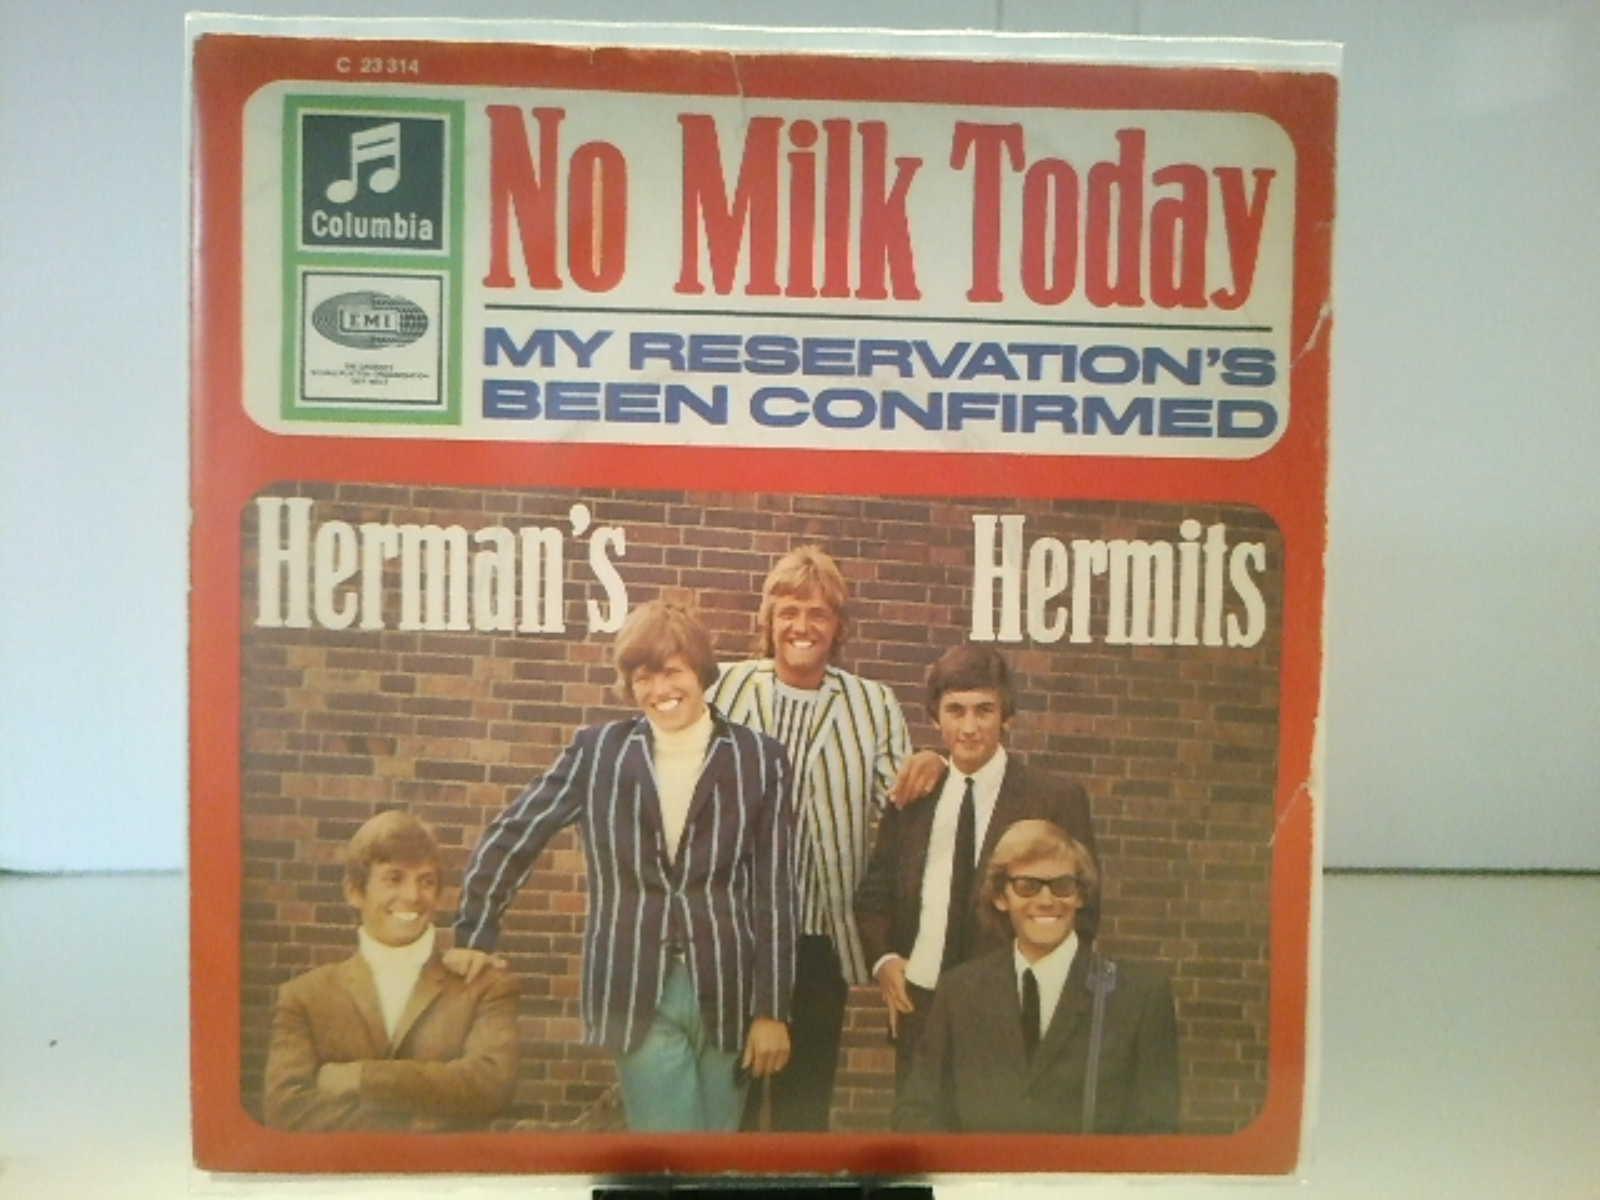 C 23 314
Columbia
No Milk Today
EMI
MY RESERVATION'S
BEEN CONFIRMED
Herman's Hermits